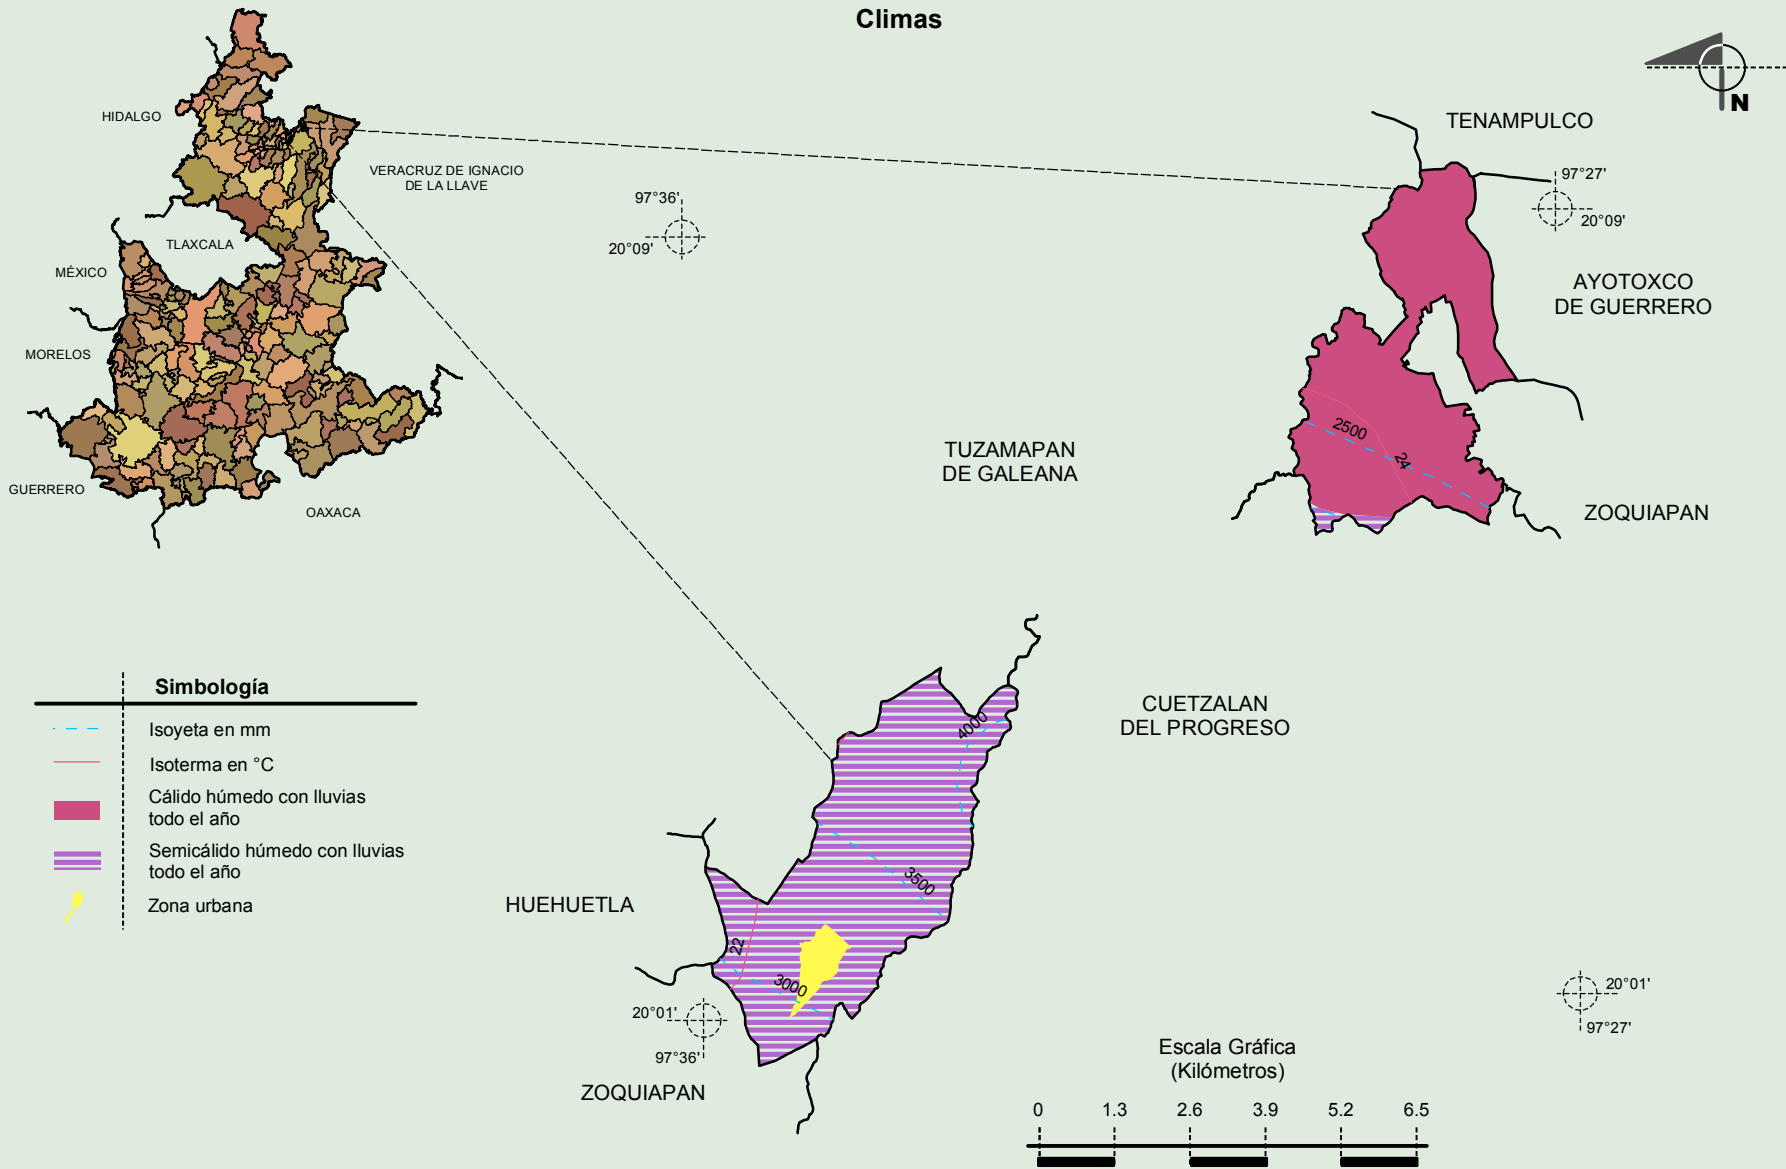 Climas
N
HIDALGO
VERACRUZ DE IGNACIO
DE LA LLAVE
TLAXCALA
MÉXICO
MORELOS
GUERRERO
OAXACA
97°36'
20°09'
TENAMPULCO
97°27'
20°09'
AYOTOXCO
DE GUERRERO
TUZAMAPAN
DE GALEANA
2500
24
ZOQUIAPAN
Simbología
Isoyeta en mm
Isoterma en °C
Cálido húmedo con lluvias
todo el año
Semicálido húmedo con lluvias
todo el año
Zona urbana
CUETZALAN
DEL PROGRESO
4000
3500
HUEHUETLA
22
3000
20°01'
97°36'
ZOQUIAPAN
20°01'
97°27'
Escala Gráfica
(Kilómetros)
0 1.3 2.6 3.9 5.2 6.5